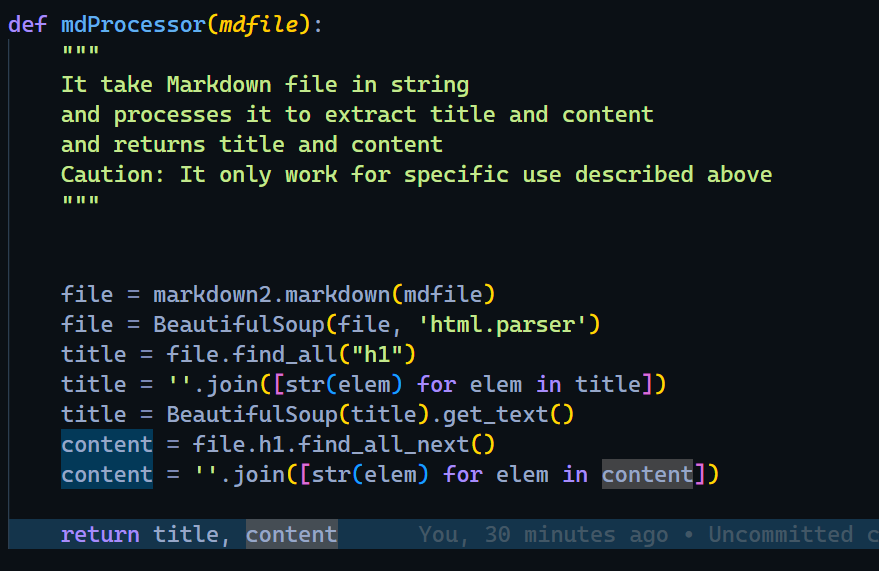 def mdProcessor(mdfile):
    """
    It take Markdown file in string
    and processes it to extract title and content
    and returns title and content
    Caution: It only work for specific use described above
    """
    file = markdown2.markdown(mdfile)
    file = BeautifulSoup(file, 'html.parser')
    title = file.find_all("h1")
    title = ''.join([str(elem) for elem in title])
    title = BeautifulSoup(title).get_text()
    content = file.h1.find_all_next()
    content = ''.join([str(elem) for elem in content])
    return title, content You, 30 minutes ago • Uncommitted c